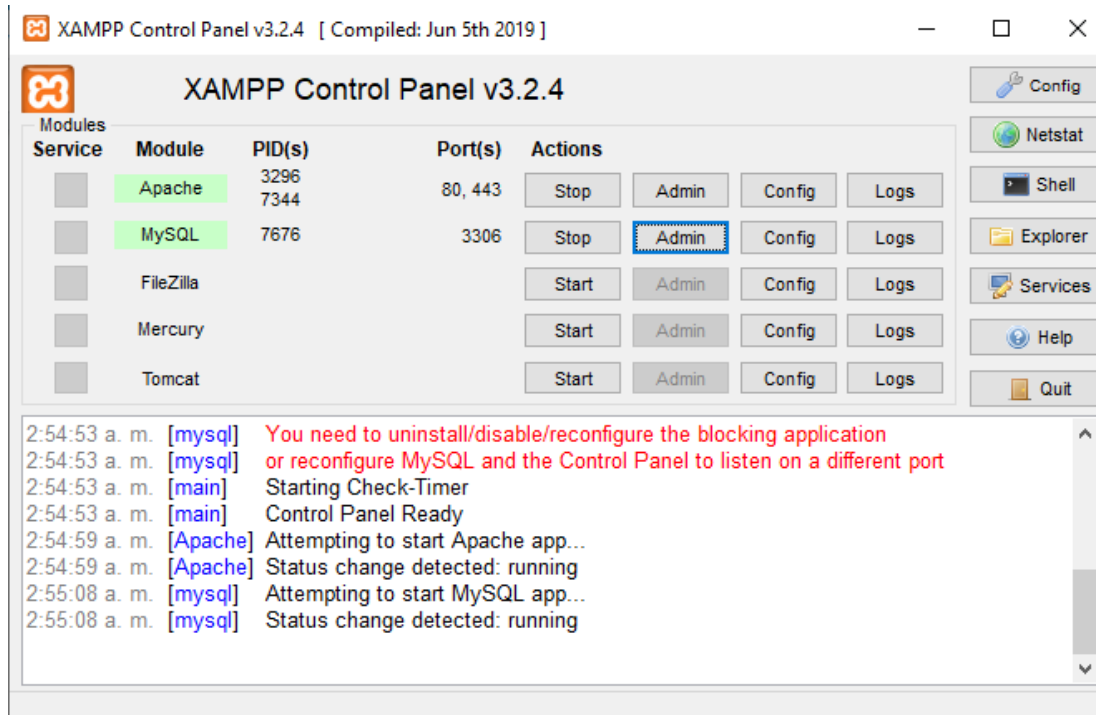 XAMPP Control Panel v3.2.4 [ Compiled: Jun 5th 2019 ]
XAMPP Control Panel v3.2.4
Config
Modules
Netstat
Service Module PID(s) Port(s) Actions
Apache 3296 7344 80, 443 Stop Admin Config Logs
Shell
MySQL 7676 3306 Stop Admin Config Logs
Explorer
FileZilla Start Admin Config Logs
Services
Mercury Start Admin Config Logs
Help
Tomcat Start Admin Config Logs
Quit
2:54:53 a. m. [mysql] You need to uninstall/disable/reconfigure the blocking application
2:54:53 a. m. [mysql] or reconfigure MySQL and the Control Panel to listen on a different port
2:54:53 a. m. [main] Starting Check-Timer
2:54:53 a. m. [main] Control Panel Ready
2:54:59 a. m. [Apache] Attempting to start Apache app...
2:54:59 a. m. [Apache] Status change detected: running
2:55:08 a. m. [mysql] Attempting to start MySQL app...
2:55:08 a. m. [mysql] Status change detected: running